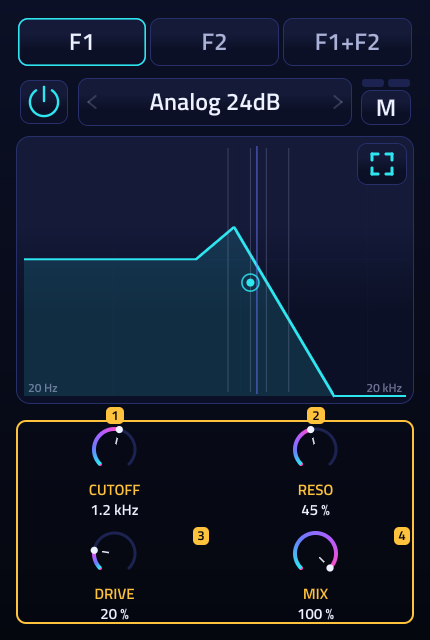 F1 F2 F1+F2
< Analog 24dB > M
20 Hz 20 kHz
1 2
CUTOFF RESO
1.2 kHz 45 %
3 4
DRIVE MIX
20 % 100 %